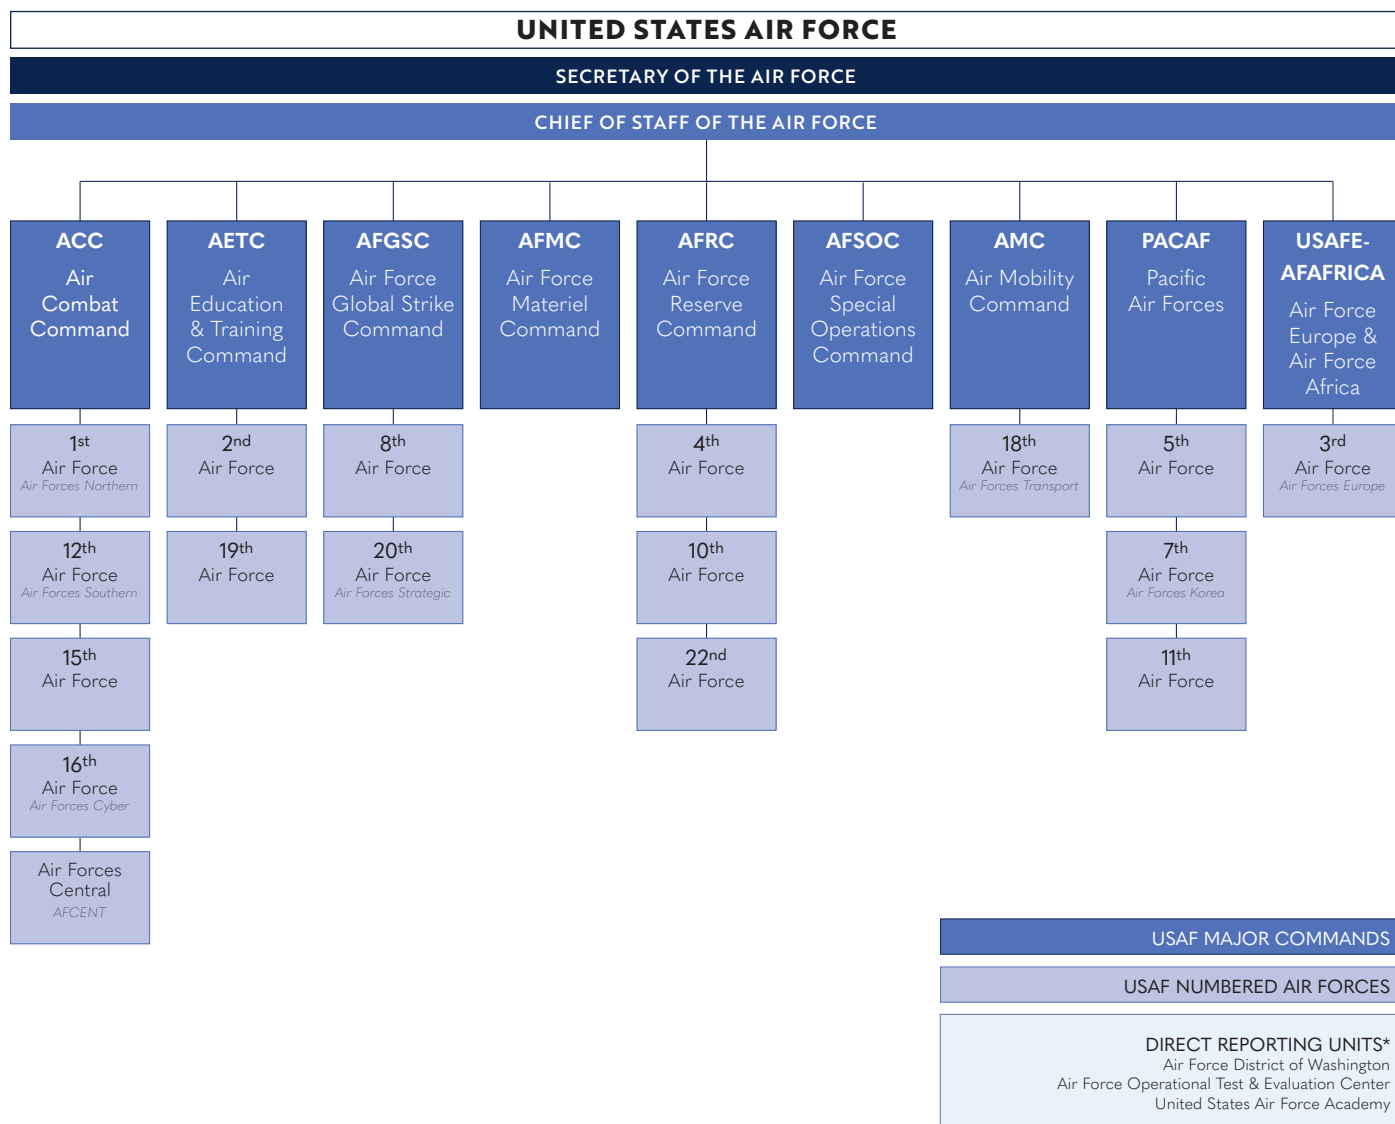 UNITED STATES AIR FORCE
SECRETARY OF THE AIR FORCE
CHIEF OF STAFF OF THE AIR FORCE
ACC
Air
Combat
Command
AETC
Air
Education
& Training
Command
AFGSC
Air Force
Global Strike
Command
AFMC
Air Force
Materiel
Command
AFRC
Air Force
Reserve
Command
AFSOC
Air Force
Special
Operations
Command
AMC
Air Mobility
Command
PACAF
Pacific
Air Forces
USAFE-
AFAFRICA
Air Force
Europe &
Air Force
Africa
1st
Air Force
Air Forces Northern
12th
Air Force
Air Forces Southern
15th
Air Force
16th
Air Force
Air Forces Cyber
Air Forces
Central
AFCENT
2nd
Air Force
19th
Air Force
8th
Air Force
20th
Air Force
Air Forces Strategic
4th
Air Force
10th
Air Force
22nd
Air Force
18th
Air Force
Air Forces Transport
5th
Air Force
7th
Air Force
Air Forces Korea
11th
Air Force
3rd
Air Force
Air Forces Europe
USAF MAJOR COMMANDS
USAF NUMBERED AIR FORCES
DIRECT REPORTING UNITS*
Air Force District of Washington
Air Force Operational Test & Evaluation Center
United States Air Force Academy